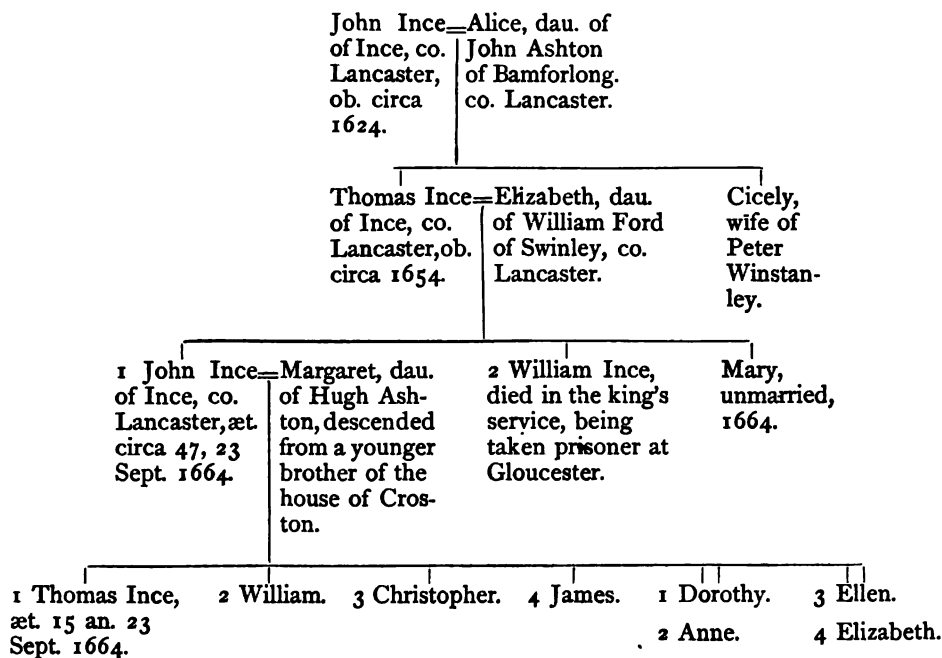 John Ince=Alice, dau. of
of Ince, co. John Ashton
Lancaster, of Bamforlong.
ob. circa co. Lancaster.
1624.
Thomas Ince=Elizabeth, dau. Cicely,
of Ince, co. of William Ford wife of
Lancaster, ob. of Swinley, co. Peter
circa 1654. Lancaster. Winstan-
ley.
1 John Ince=Margaret, dau. 2 William Ince, Mary,
of Ince, co. of Hugh Ash- died in the king's unmarried,
Lancaster, æt. ton, descended service, being 1664.
circa 47, 23 from a younger taken prisoner at
Sept. 1664. brother of the Gloucester.
house of Cros-
ton.
1 Thomas Ince, 2 William. 3 Christopher. 4 James. 1 Dorothy. 3 Ellen.
æt. 15 an. 23
2 Anne. 4 Elizabeth.
Sept. 1664.